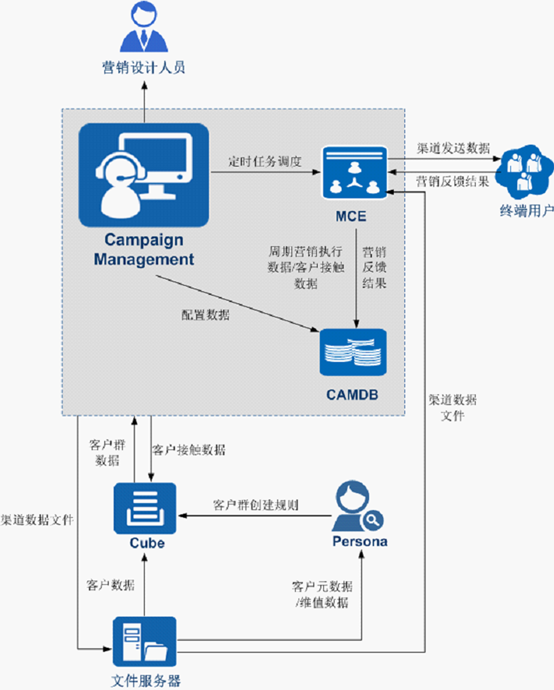 营销设计人员
定时任务调度
渠道发送数据
营销反馈结果
终端用户
MCE
Campaign
Management
周期营销执行
数据/客户接触
数据
营销
反馈
结果
配置数据
CAMDB
渠道数据
文件
客户群
数据
客户接触数据
渠道数据文件
客户群创建规则
Cube
Persona
客户数据
客户元数据
/维值数据
文件服务器